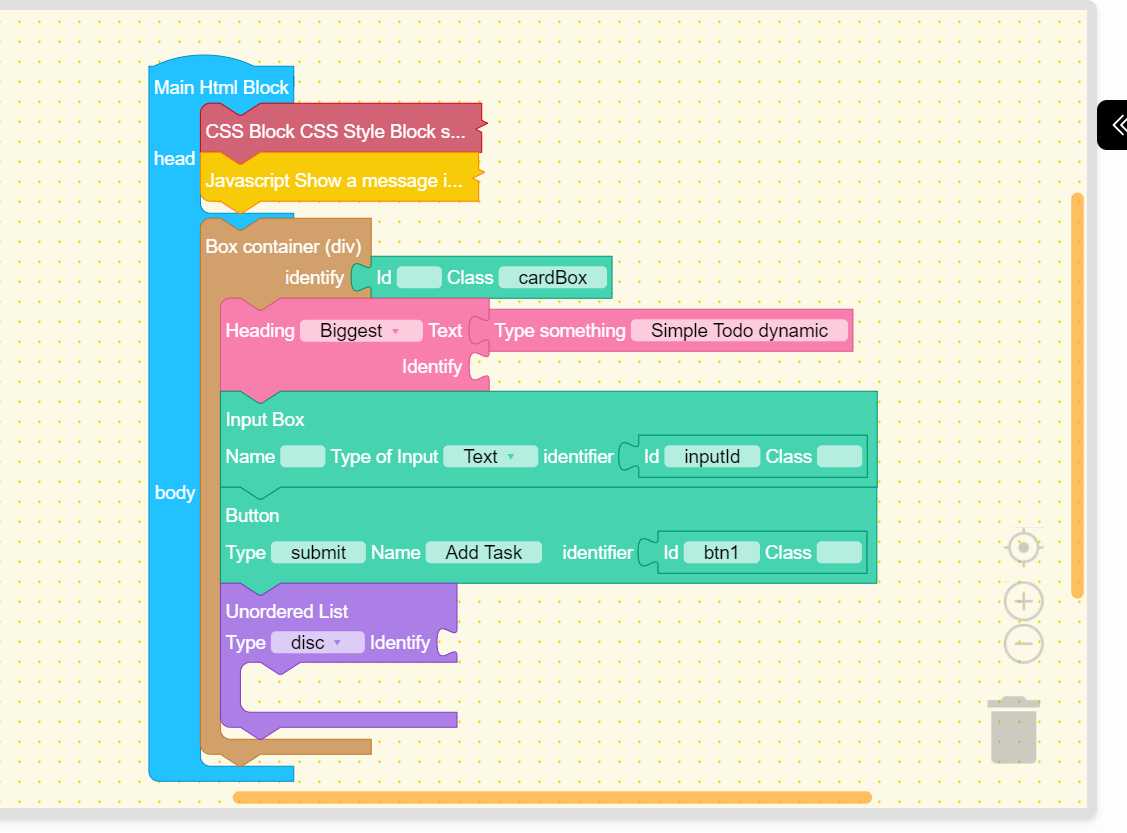 Main Html Block
CSS Block CSS Style Block s...
head
Javascript Show a message i...
Box container (div)
identify Id Class cardBox
Heading Biggest Text Type something Simple Todo dynamic
Identify
Input Box
Name Type of Input Text identifier Id inputId Class
body
Button
Type submit Name Add Task identifier Id btn1 Class
Unordered List
Type disc Identify